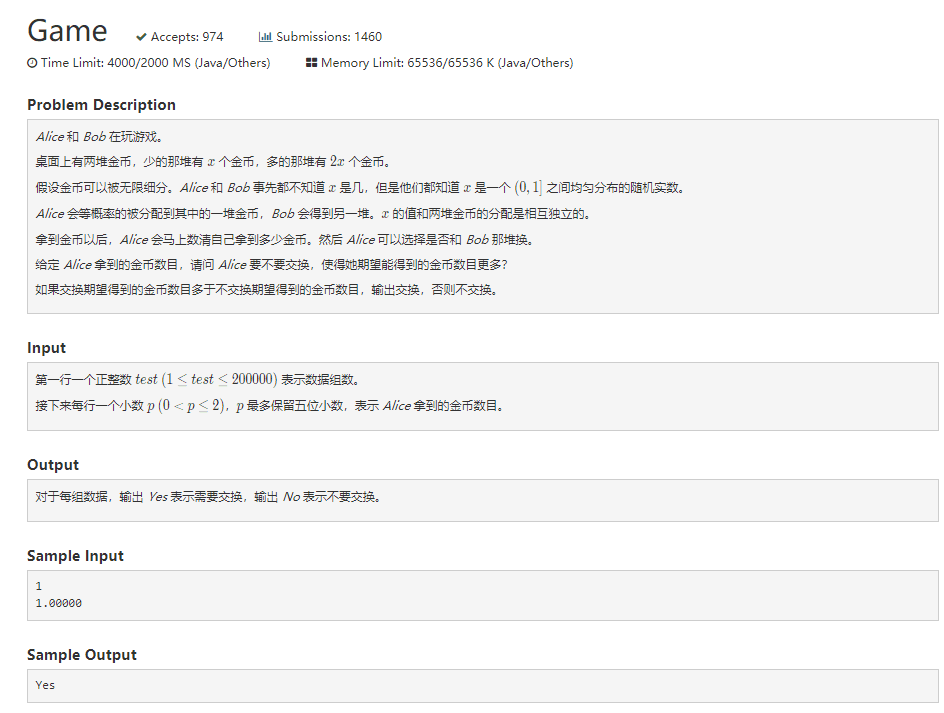 Game ✔ Accepts: 974 Submissions: 1460
Time Limit: 4000/2000 MS (Java/Others) Memory Limit: 65536/65536 K (Java/Others)
Problem Description
Alice 和 Bob 在玩游戏。
桌面上有两堆金币，少的那堆有 x 个金币，多的那堆有 2x 个金币。
假设金币可以被无限细分。Alice 和 Bob 事先都不知道 x 是几，但是他们都知道 x 是一个 (0, 1] 之间均匀分布的随机实数。
Alice 会等概率的被分配到其中的一堆金币，Bob 会得到另一堆。x 的值和两堆金币的分配是相互独立的。
拿到金币以后，Alice 会马上数清自己拿到多少金币。然后 Alice 可以选择是否和 Bob 那堆换。
给定 Alice 拿到的金币数目，请问 Alice 要不要交换，使得她期望能得到的金币数目更多？
如果交换期望得到的金币数目多于不交换期望得到的金币数目，输出交换，否则不交换。
Input
第一行一个正整数 test (1 ≤ test ≤ 200000) 表示数据组数。
接下来每行一个小数 p (0 < p ≤ 2)，p 最多保留五位小数，表示 Alice 拿到的金币数目。
Output
对于每组数据，输出 Yes 表示需要交换，输出 No 表示不要交换。
Sample Input
1
1.00000
Sample Output
Yes